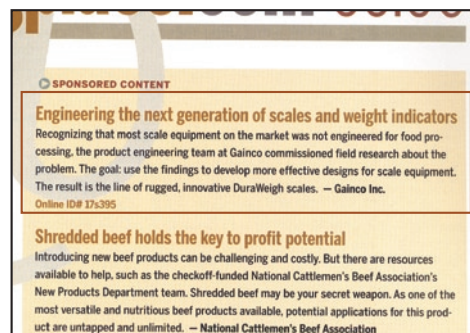 SPONSORED CONTENT
Engineering the next generation of scales and weight indicators
Recognizing that most scale equipment on the market was not engineered for food pro-
cessing, the product engineering team at Gainco commissioned field research about the
problem. The goal: use the findings to develop more effective designs for scale equipment.
The result is the line of rugged, innovative DuraWeigh scales. — Gainco Inc.
Online ID# 17s395
Shredded beef holds the key to profit potential
Introducing new beef products can be challenging and costly. But there are resources
available to help, such as the checkoff-funded National Cattlemen's Beef Association's
New Products Department team. Shredded beef may be your secret weapon. As one of the
most versatile and nutritious beef products available, potential applications for this prod-
uct are untapped and unlimited. — National Cattlemen's Beef Association